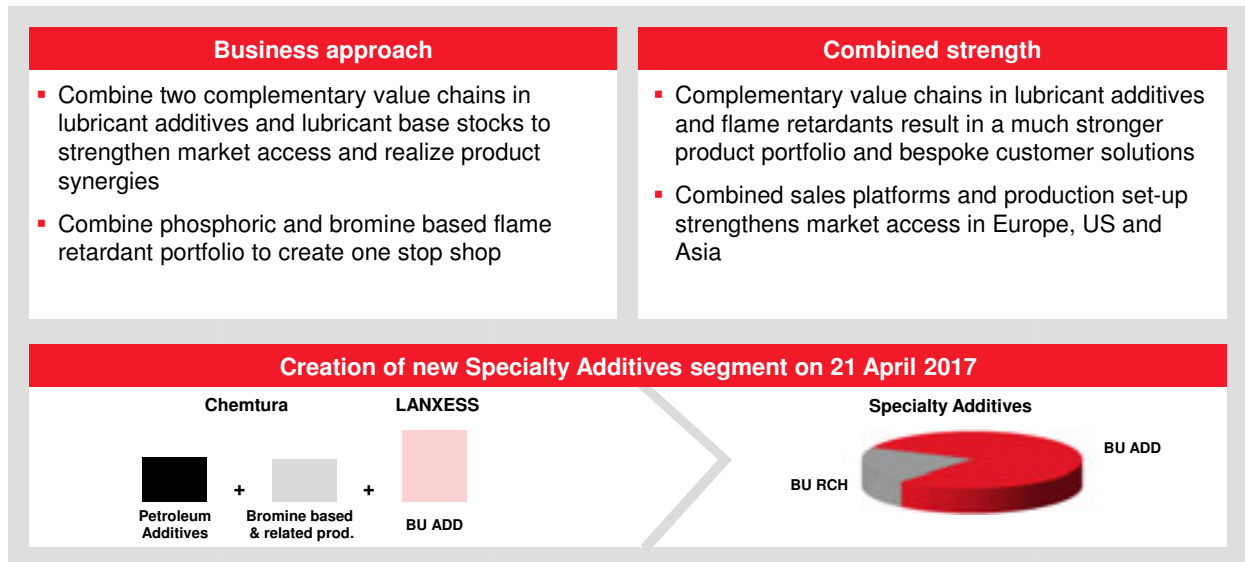 Business approach
▪ Combine two complementary value chains in
lubricant additives and lubricant base stocks to
strengthen market access and realize product
synergies
▪ Combine phosphoric and bromine based flame
retardant portfolio to create one stop shop
Combined strength
▪ Complementary value chains in lubricant additives
and flame retardants result in a much stronger
product portfolio and bespoke customer solutions
▪ Combined sales platforms and production set-up
strengthens market access in Europe, US and
Asia
Creation of new Specialty Additives segment on 21 April 2017
Chemtura
LANXESS
+
+
Petroleum
Additives
Bromine based
& related prod.
BU ADD
Specialty Additives
BU ADD
BU RCH